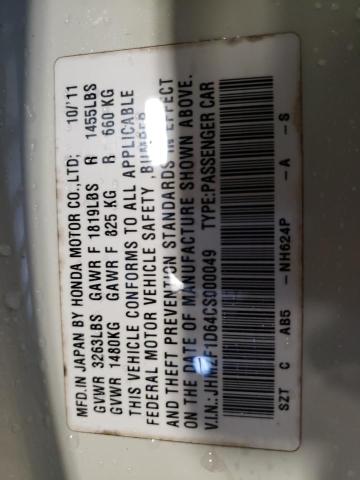 MFD.IN JAPAN BY HONDA MOTOR CO.,LTD; 10/'11
GVWR 3263LBS GAWR F 1819LBS R 1455LBS
GVWR 1480KG GAWR F 825 KG R 660 KG
THIS VEHICLE CONFORMS TO ALL APPLICABLE
FEDERAL MOTOR VEHICLE SAFETY, BUMPER,
AND THEFT PREVENTION STANDARDS IN EFFECT
ON THE DATE OF MANUFACTURE SHOWN ABOVE.
V.I.N.:JHMZF1D64CS000049 TYPE:PASSENGER CAR
SZT C AB5 -NH624P -A -S